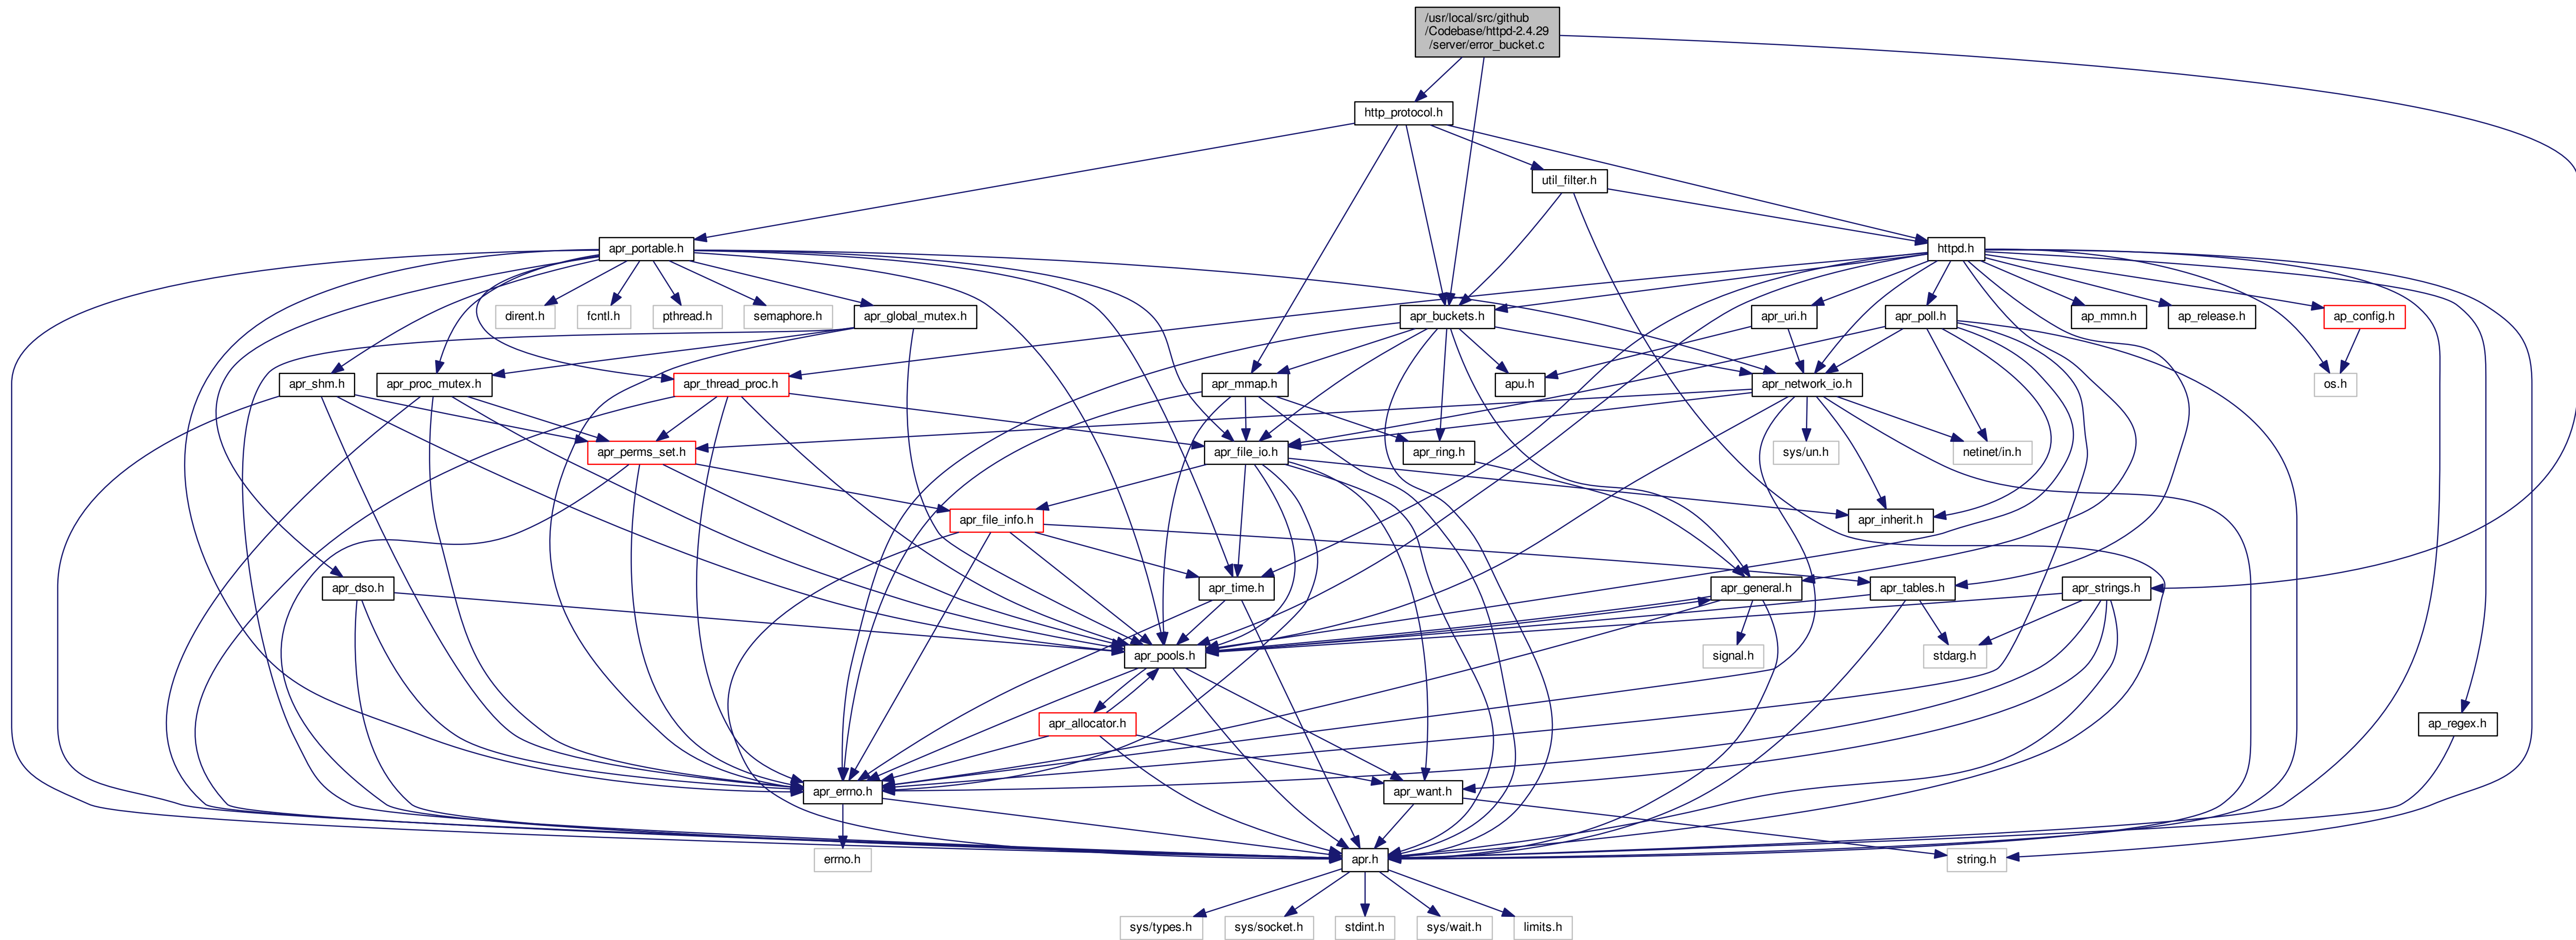 /usr/local/src/github
/Codebase/httpd-2.4.29
/server/error_bucket.c
http_protocol.h
util_filter.h
apr_portable.h
httpd.h
dirent.h
fcntl.h
pthread.h
semaphore.h
apr_global_mutex.h
apr_buckets.h
apr_uri.h
apr_poll.h
ap_mmn.h
ap_release.h
ap_config.h
apr_shm.h
apr_proc_mutex.h
apr_thread_proc.h
apr_mmap.h
apu.h
apr_network_io.h
os.h
apr_perms_set.h
apr_file_io.h
apr_ring.h
sys/un.h
netinet/in.h
apr_file_info.h
apr_inherit.h
apr_dso.h
apr_time.h
apr_general.h
apr_tables.h
apr_strings.h
apr_pools.h
signal.h
stdarg.h
apr_allocator.h
ap_regex.h
apr_errno.h
apr_want.h
errno.h
apr.h
string.h
sys/types.h
sys/socket.h
stdint.h
sys/wait.h
limits.h